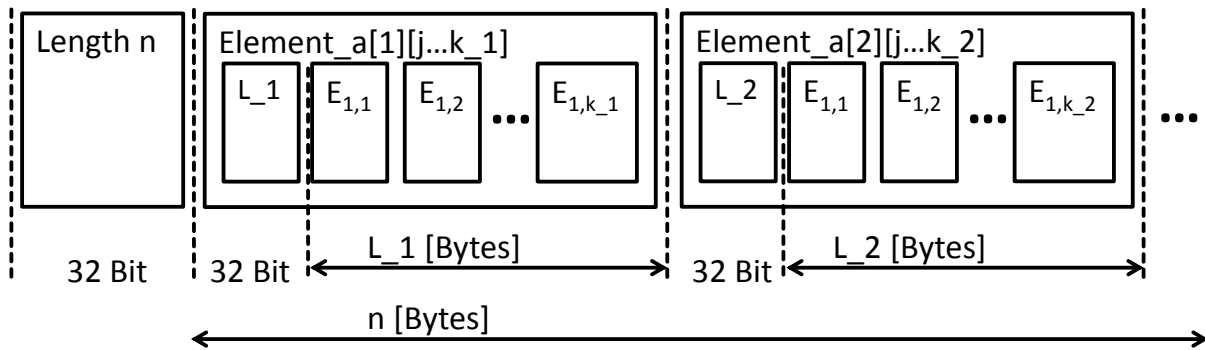 Length n
Element_a[1][j...k_1]
L_1
E1,1
E1,2
...
E1,k_1
Element_a[2][j...k_2]
L_2
E1,1
E1,2
...
E1,k_2
...
32 Bit
32 Bit
L_1 [Bytes]
32 Bit
L_2 [Bytes]
n [Bytes]